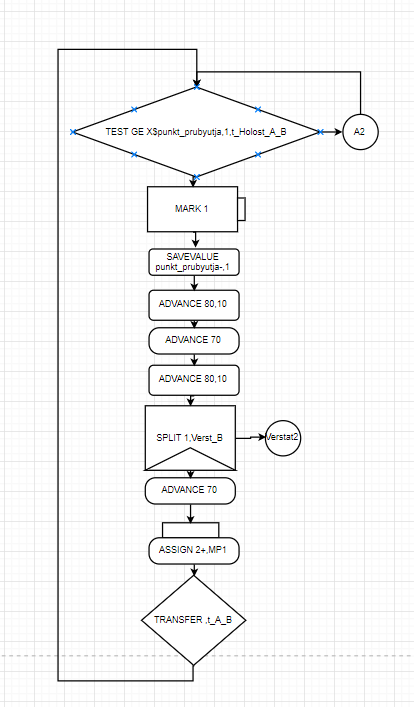 TEST GE X$punkt_prubyutja,1,t_Holost_A_B
A2
MARK 1
SAVEVALUE
punkt_prubyutja-,1
ADVANCE 80,10
ADVANCE 70
ADVANCE 80,10
SPLIT 1,Verst_B
Verstat2
ADVANCE 70
ASSIGN 2+,MP1
TRANSFER ,t_A_B